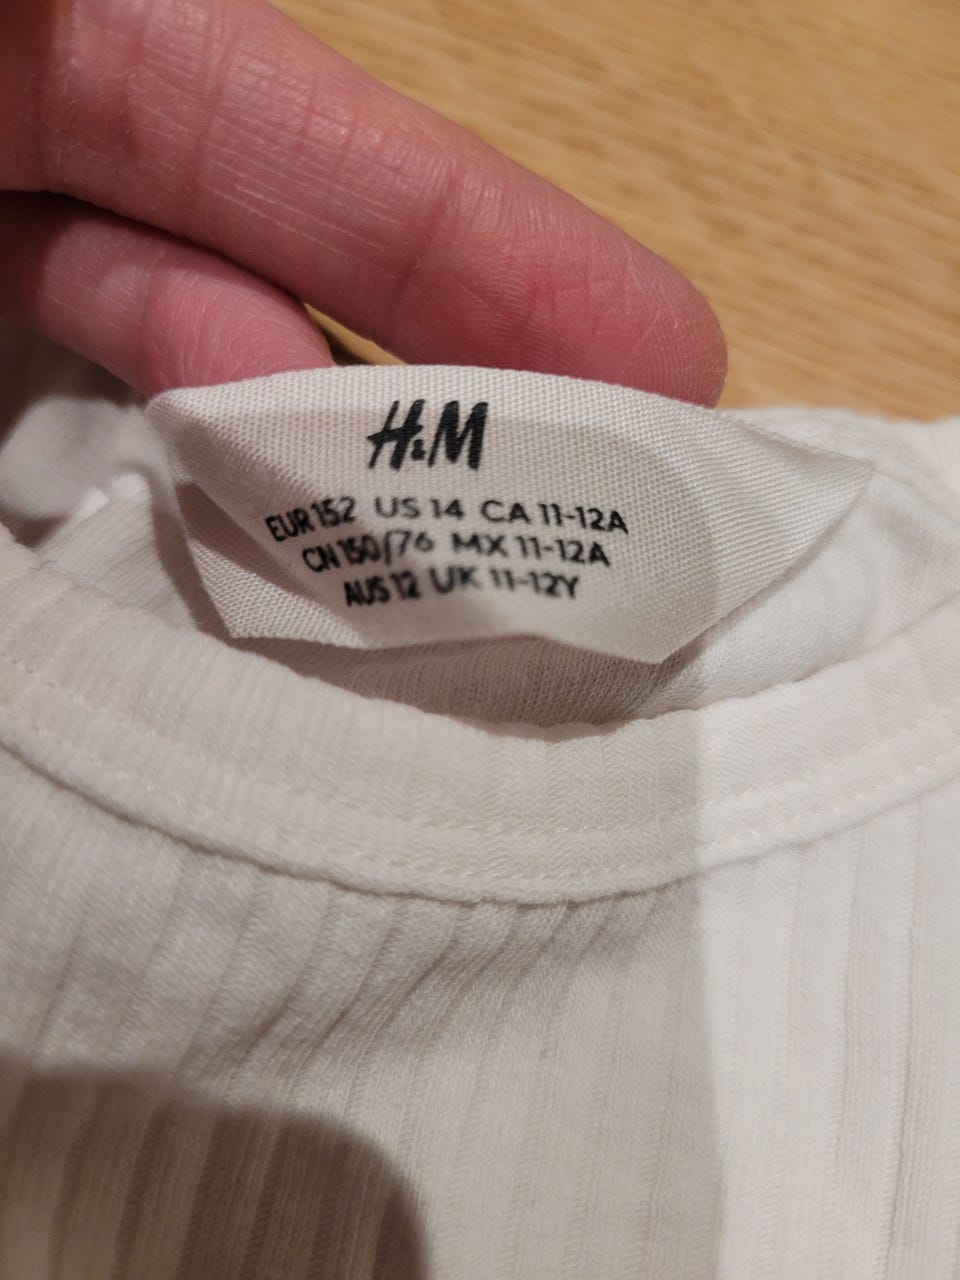 H&M
EUR 152 US 14 CA 11-12A
CN 150/76 MX 11-12A
AUS 12 UK 11-12Y